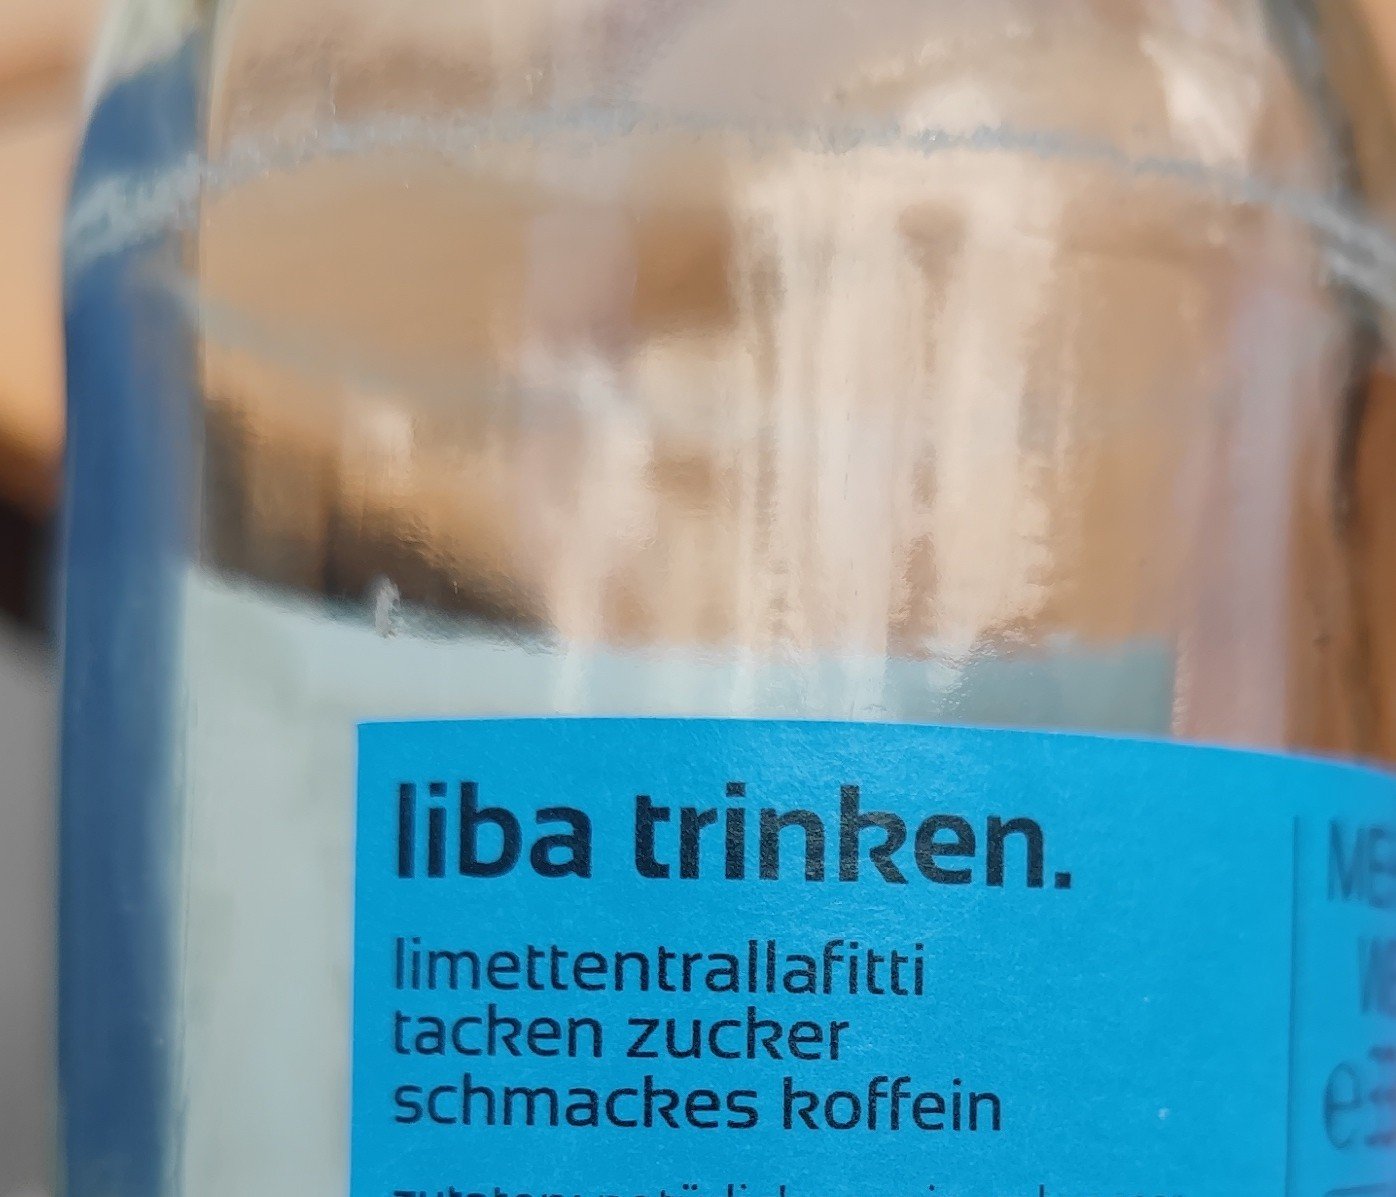 liba trinken.
limettentrallafitti
tacken zucker
schmackes koffein